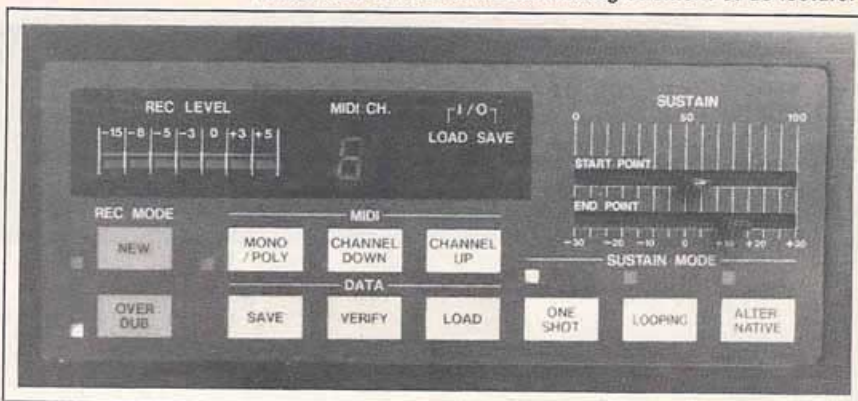 REC LEVEL
-15 -8 -5 -3 0 +3 +5
MIDI CH.
6
I/O
LOAD SAVE
SUSTAIN
0 50 100
START POINT
END POINT
-30 -20 -10 0 +10 +20 +30
SUSTAIN MODE
REC MODE
NEW
OVER
DUB
MIDI
MONO
/POLY
CHANNEL
DOWN
CHANNEL
UP
DATA
SAVE
VERIFY
LOAD
ONE
SHOT
LOOPING
ALTER
NATIVE